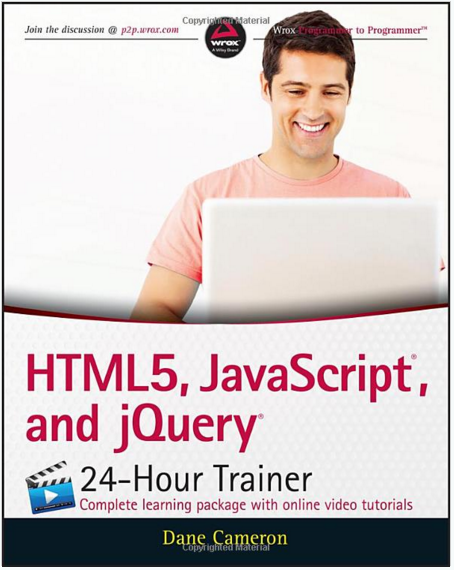 Copyrighted Material
Join the discussion @ p2p.wrox.com
wrox™
A Wiley Brand
Wrox Programmer to Programmer™
HTML5, JavaScript®,
and jQuery®
24-Hour Trainer
Complete learning package with online video tutorials
Dane Cameron
Copyrighted Material